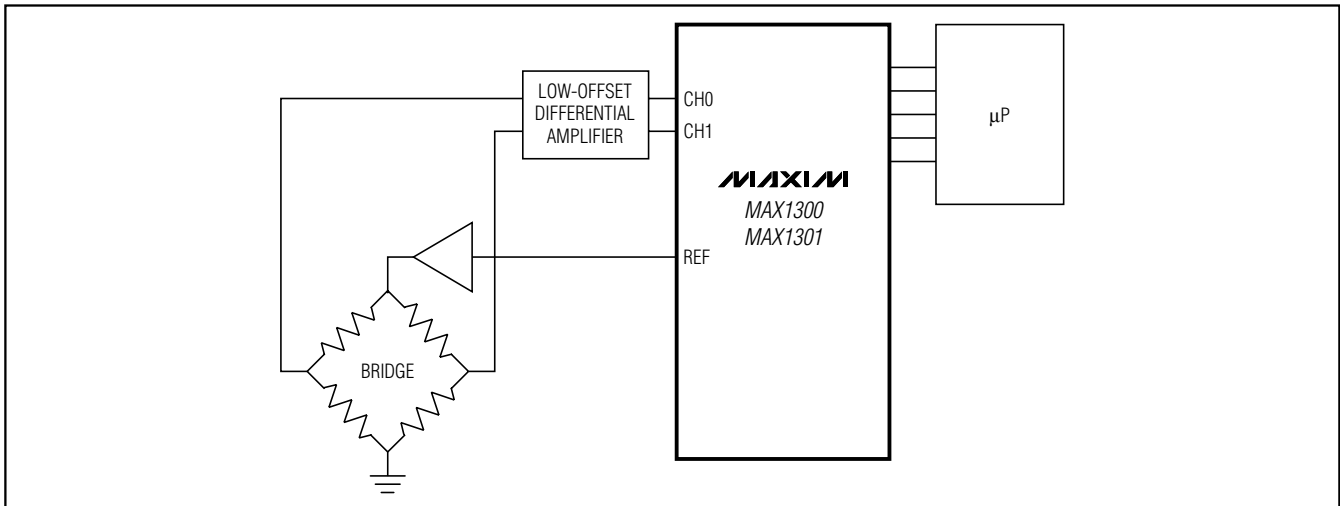 LOW-OFFSET
DIFFERENTIAL
AMPLIFIER
CH0
CH1
µP
MAXIM
MAX1300
MAX1301
REF
BRIDGE